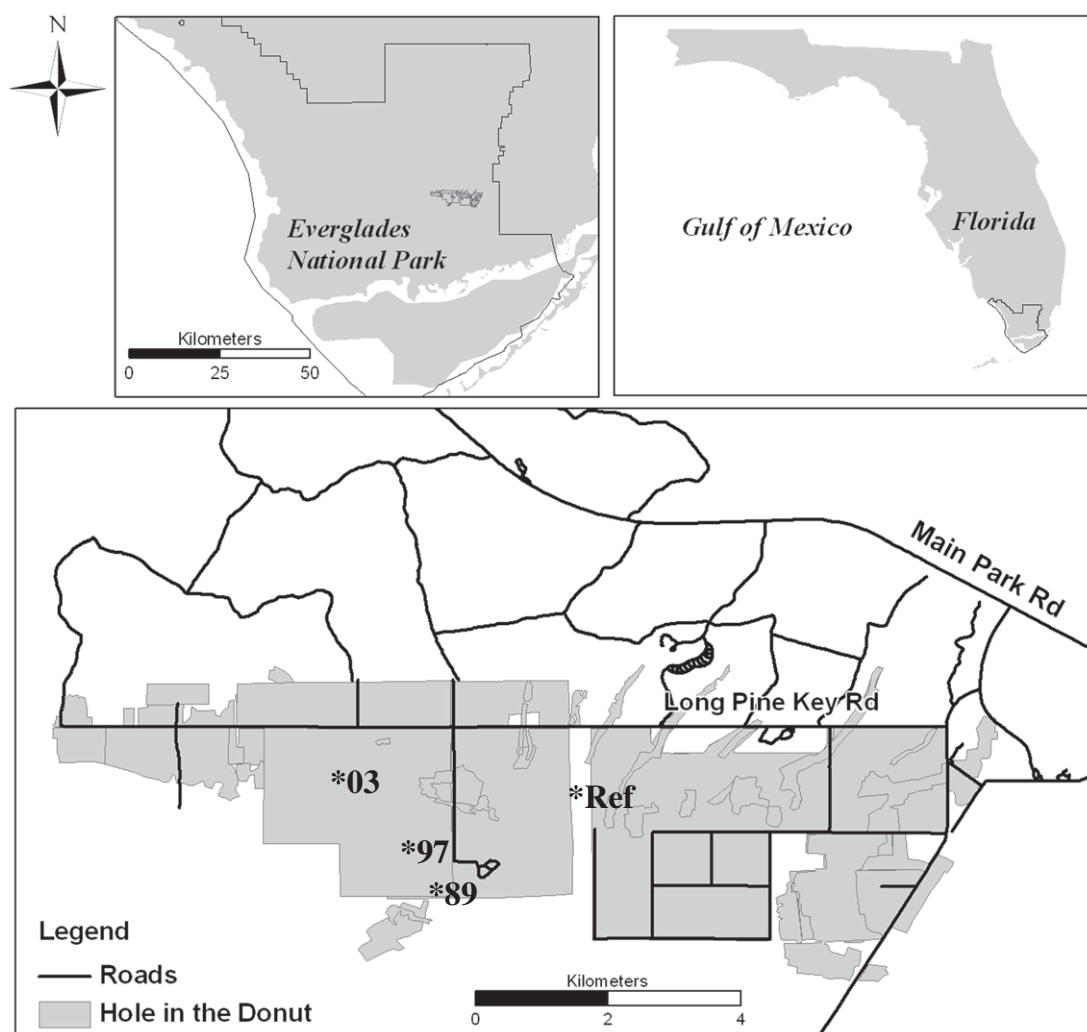 N
Everglades
National Park
Kilometers
0 25 50
Gulf of Mexico
Florida
Main Park Rd
Long Pine Key Rd
*03
*Ref
*97
*89
Legend
Roads
Hole in the Donut
Kilometers
0 2 4